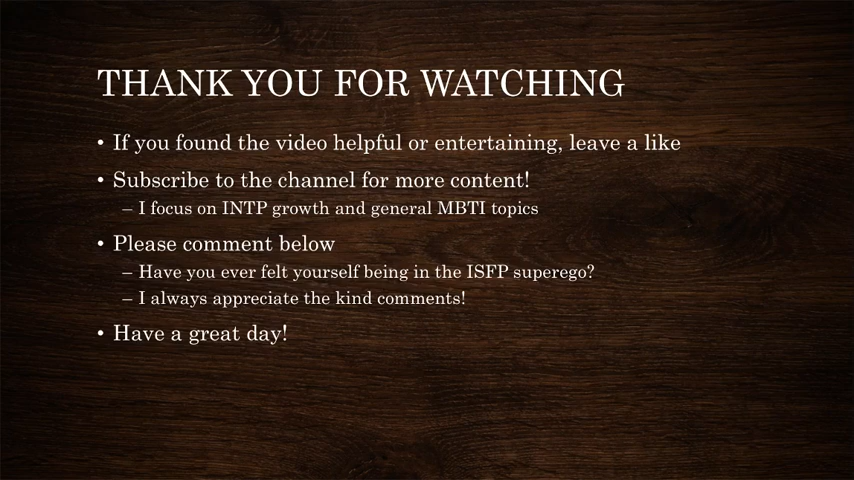 THANK YOU FOR WATCHING
• If you found the video helpful or entertaining, leave a like
• Subscribe to the channel for more content!
– I focus on INTP growth and general MBTI topics
• Please comment below
– Have you ever felt yourself being in the ISFP superego?
– I always appreciate the kind comments!
• Have a great day!